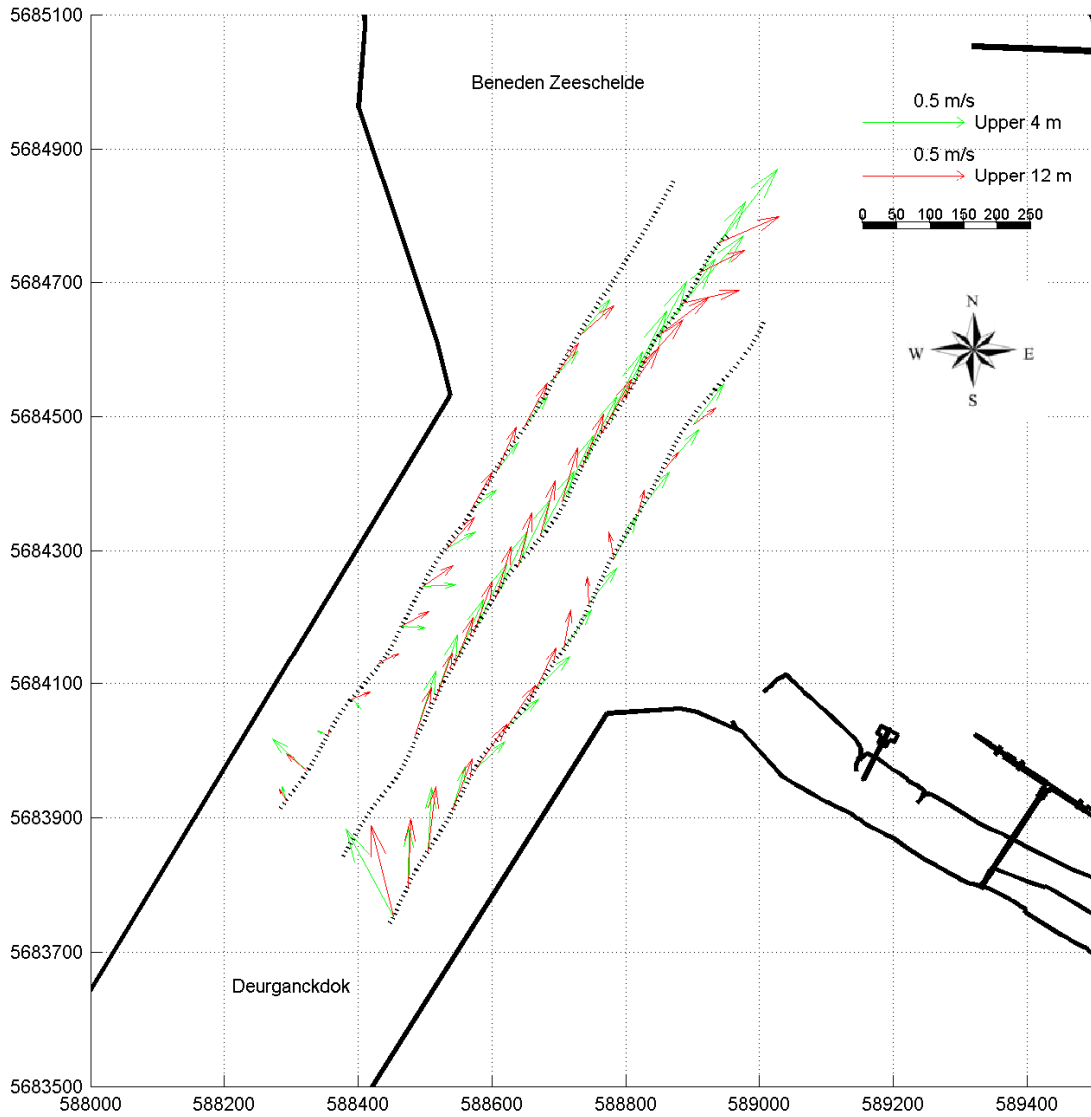 5685100
Beneden Zeeschelde
0.5 m/s
Upper 4 m
5684900
0.5 m/s
Upper 12 m
0 50 100 150 200 250
5684700
N
W E
S
5684500
5684300
5684100
5683900
5683700
Deurganckdok
5683500
588000 588200 588400 588600 588800 589000 589200 589400